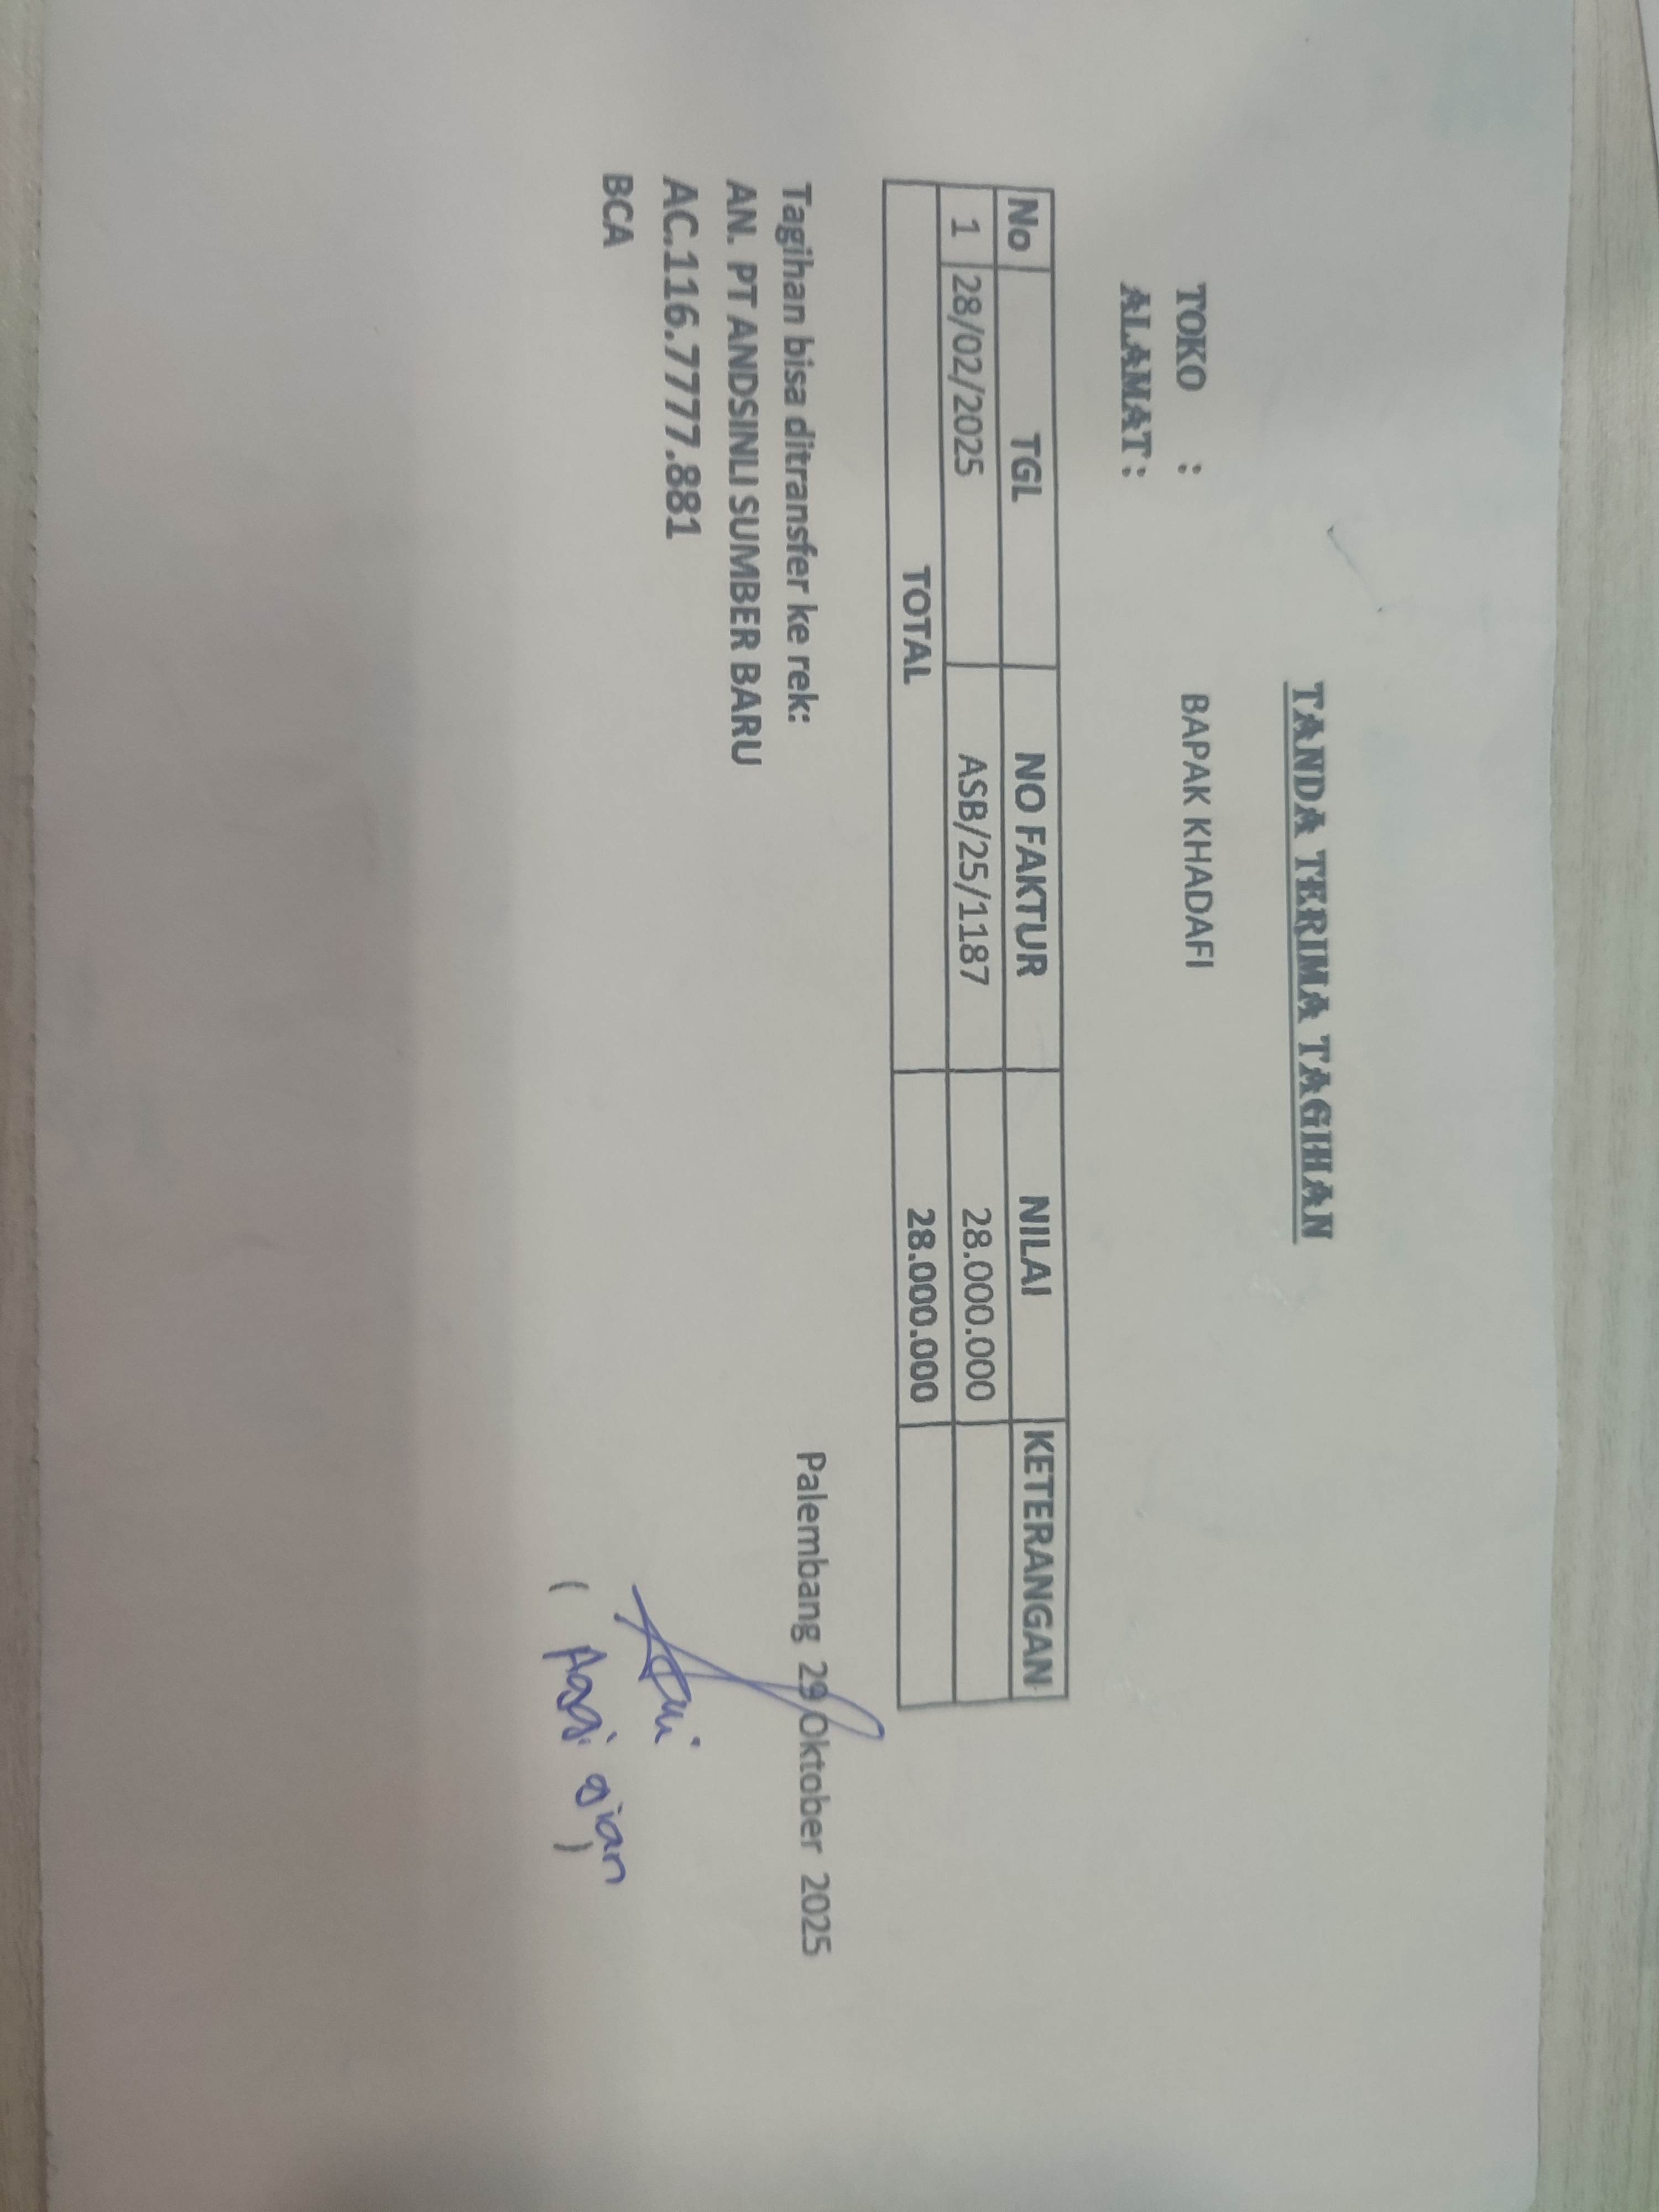 TANDA TERIMA TAGIHAN
TOKO : BAPAK KHADAFI
ALAMAT :
No TGL NO FAKTUR NILAI KETERANGAN
1 28/02/2025 ASB/25/1187 28.000.000
TOTAL 28.000.000
Tagihan bisa ditransfer ke rek: Palembang 29 Oktober 2025
AN. PT ANDSINLI SUMBER BARU
AC.116.7777.881
BCA ( )